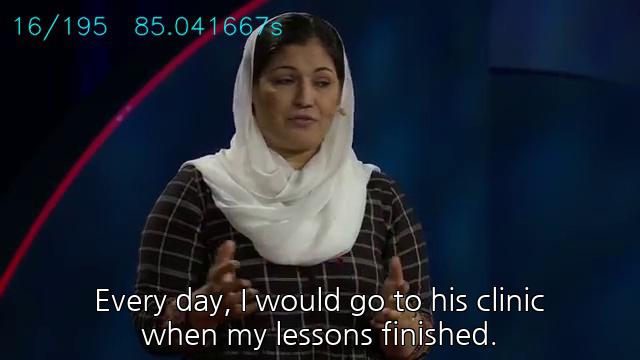 16/195 85.041667s
Every day, I would go to his clinic
when my lessons finished.